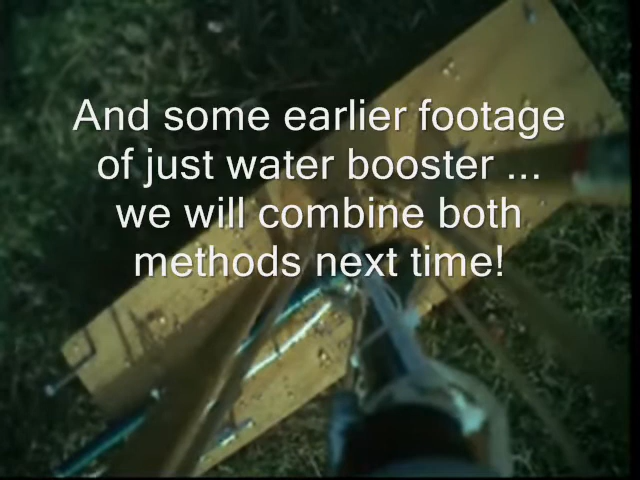 And some earlier footage
of just water booster ...
we will combine both
methods next time!